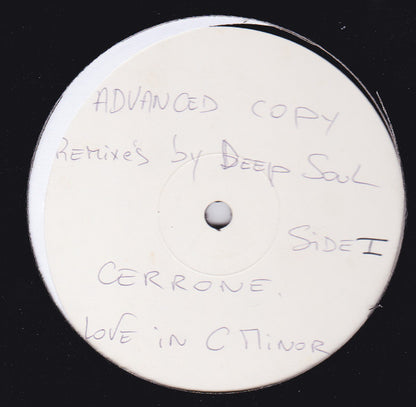 ADVANCED COPY
Remixe's by DEEP SouL
SiDE I
CERRONE.
LOVE in C MiNOR